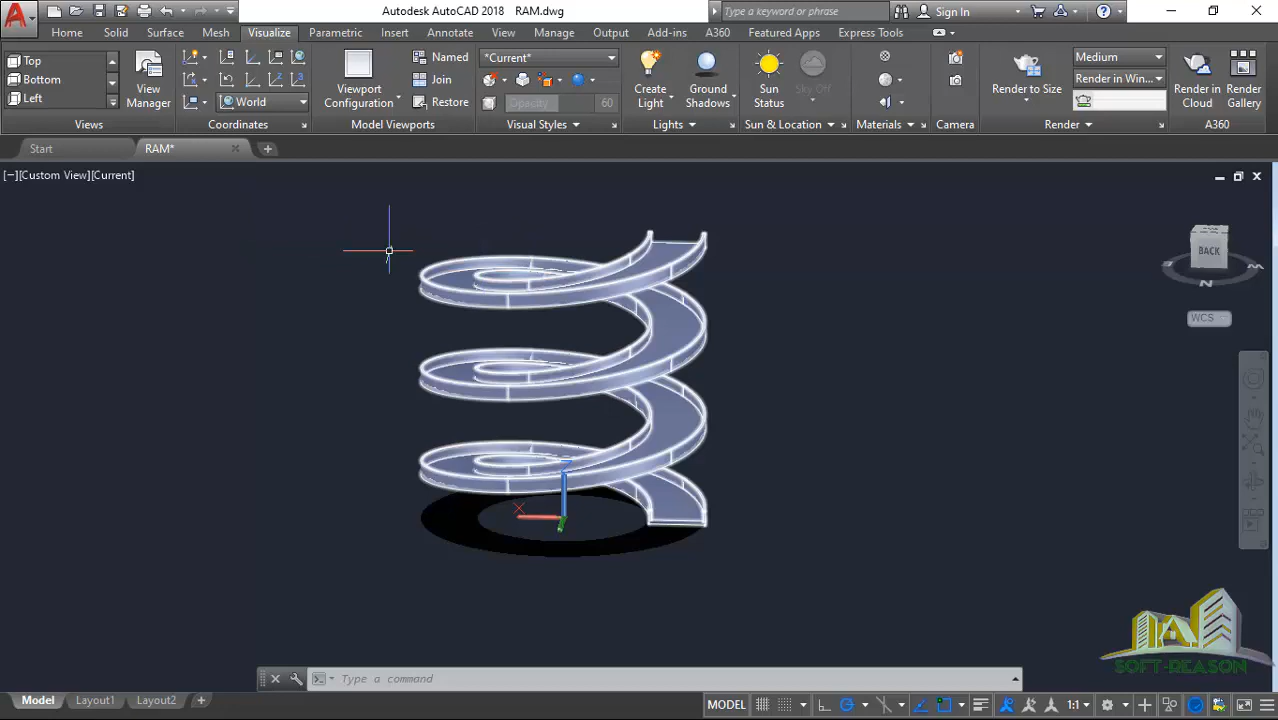 Autodesk AutoCAD 2018 RAM.dwg
Type a keyword or phrase
Sign In
Home Solid Surface Mesh Visualize Parametric Insert Annotate View Manage Output Add-ins A360 Featured Apps Express Tools
Top
Bottom
Left
View
Manager
Views
World
Coordinates
Viewport
Configuration
Named
Join
Restore
Model Viewports
*Current*
Opacity 60
Visual Styles
Create
Light
Ground
Shadows
Lights
Sun
Status
Sky Off
Sun & Location
Materials
Camera
Render to Size
Medium
Render in Win...
Render
Render in
Cloud
Render
Gallery
A360
Start
RAM*
[−][Custom View][Current]
BACK
N
WCS
X
Z
SOFT-REASON
Type a command
Model Layout1 Layout2
MODEL
1:1